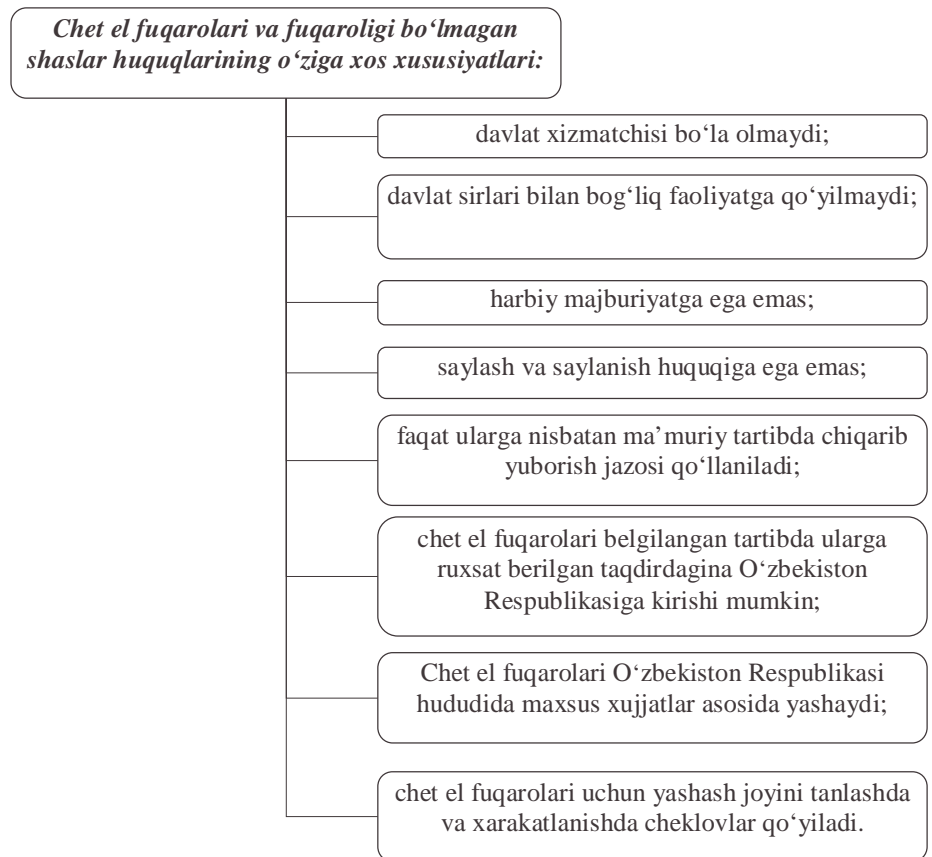 Chet el fuqarolari va fuqaroligi bo‘lmagan
shaslar huquqlarining o‘ziga xos xususiyatlari:
davlat xizmatchisi bo‘la olmaydi;
davlat sirlari bilan bog‘liq faoliyatga qo‘yilmaydi;
harbiy majburiyatga ega emas;
saylash va saylanish huquqiga ega emas;
faqat ularga nisbatan ma’muriy tartibda chiqarib
yuborish jazosi qo‘llaniladi;
chet el fuqarolari belgilangan tartibda ularga
ruxsat berilgan taqdirdagina O‘zbekiston
Respublikasiga kirishi mumkin;
Chet el fuqarolari O‘zbekiston Respublikasi
hududida maxsus xujjatlar asosida yashaydi;
chet el fuqarolari uchun yashash joyini tanlashda
va xarakatlanishda cheklovlar qo‘yiladi.